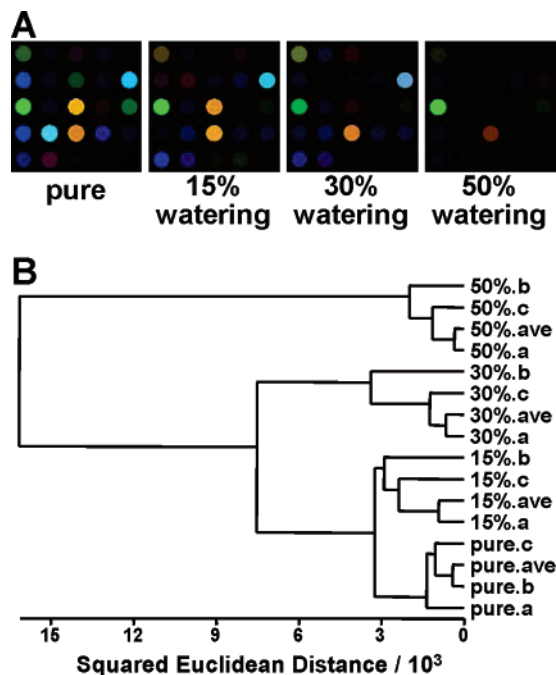 A
pure
15%
watering
30%
watering
50%
watering
B
50%.b
50%.c
50%.ave
50%.a
30%.b
30%.c
30%.ave
30%.a
15%.b
15%.c
15%.ave
15%.a
pure.c
pure.ave
pure.b
pure.a
15 12 9 6 3 0
Squared Euclidean Distance / 10³